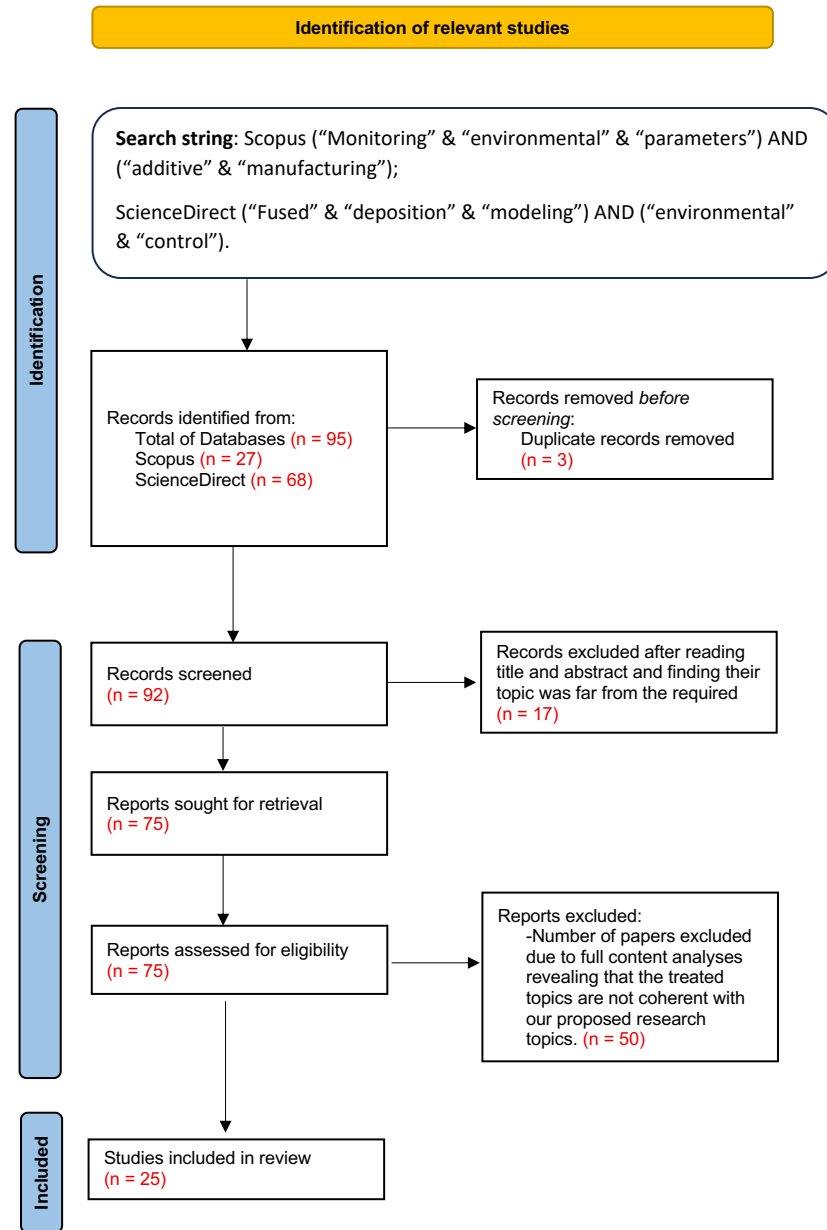 Identification of relevant studies
Identification
Search string: Scopus (“Monitoring” & “environmental” & “parameters”) AND
(“additive” & “manufacturing”);
ScienceDirect (“Fused” & “deposition” & “modeling”) AND (“environmental”
& “control”).
Records identified from:
Total of Databases (n = 95)
Scopus (n = 27)
ScienceDirect (n = 68)
Records removed before
screening:
Duplicate records removed
(n = 3)
Screening
Records screened
(n = 92)
Records excluded after reading
title and abstract and finding their
topic was far from the required
(n = 17)
Reports sought for retrieval
(n = 75)
Reports assessed for eligibility
(n = 75)
Reports excluded:
-Number of papers excluded
due to full content analyses
revealing that the treated
topics are not coherent with
our proposed research
topics. (n = 50)
Included
Studies included in review
(n = 25)